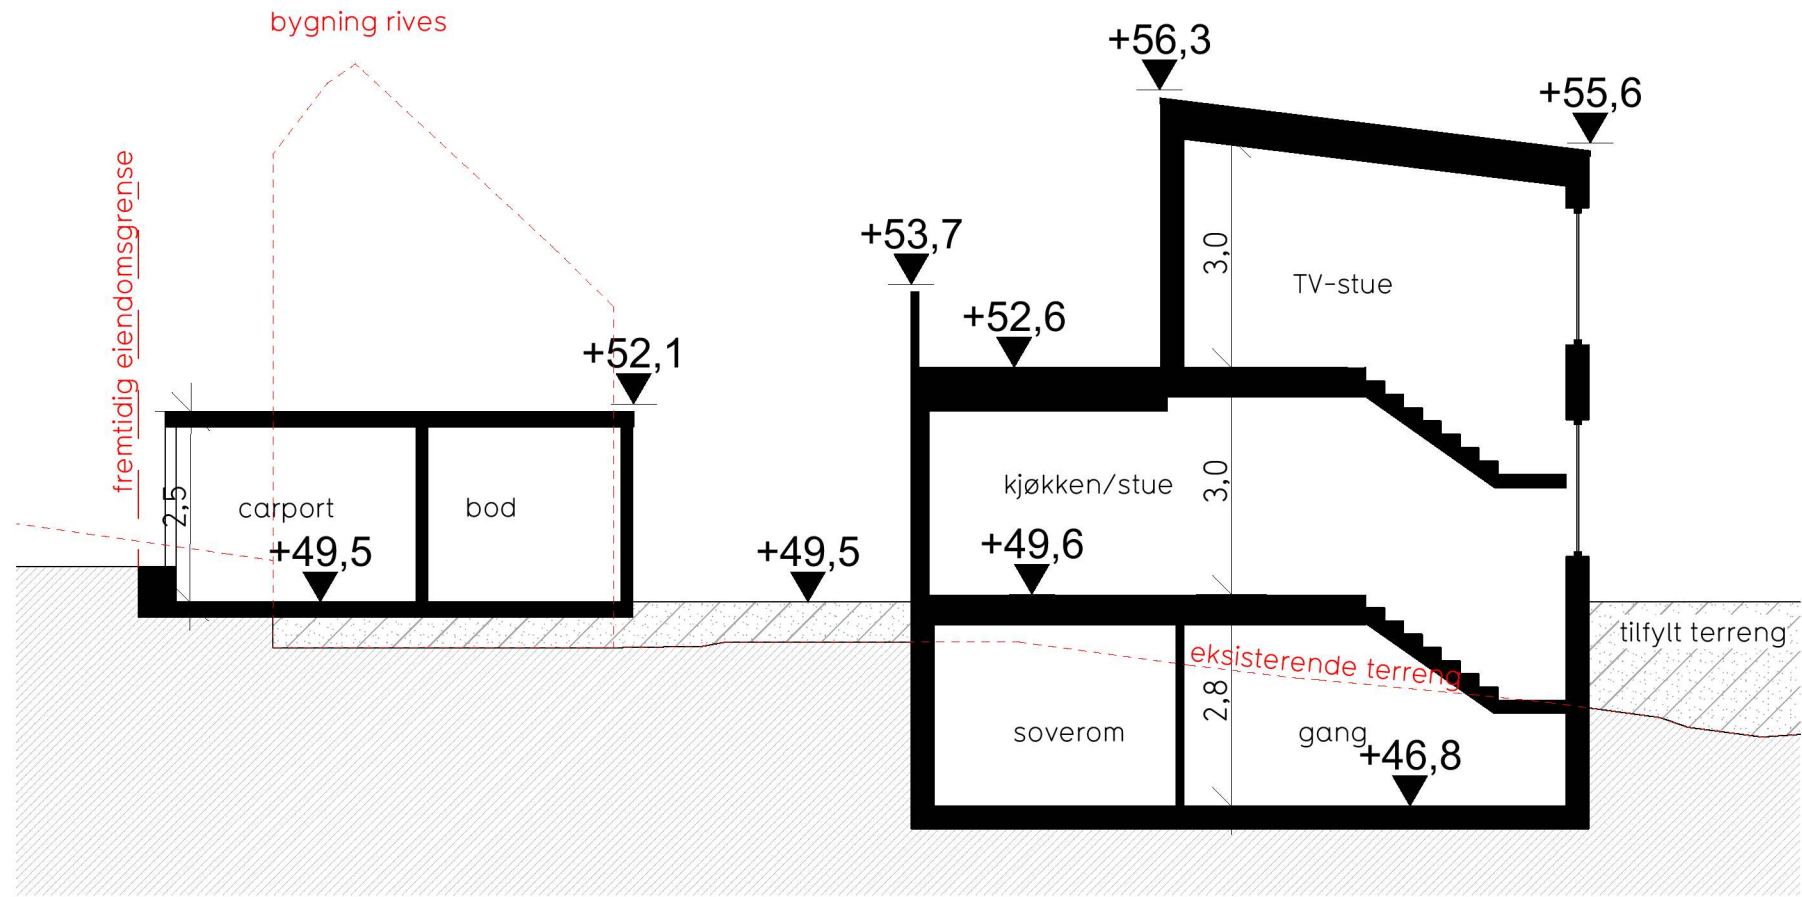 bygning rives
+56,3
+55,6
fremtidig eiendomsgrense
+53,7
3,0
TV-stue
+52,6
+52,1
2,5
carport
bod
kjøkken/stue
3,0
+49,5
+49,5
+49,6
tilfylt terreng
eksisterende terreng
2,8
soverom
gang
+46,8